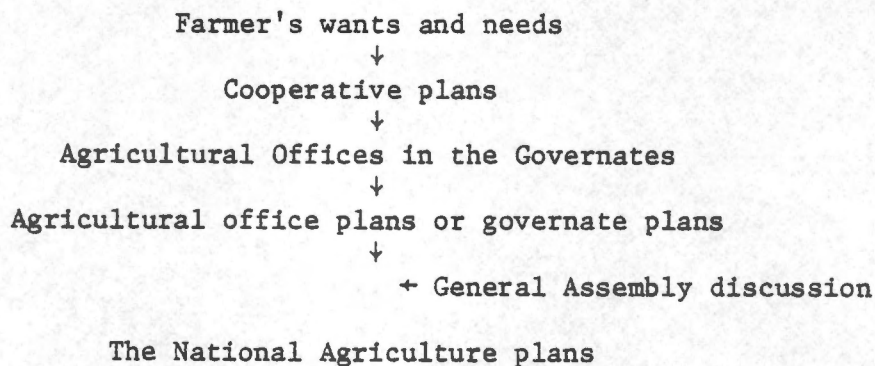 Farmer's wants and needs
↓
Cooperative plans
↓
Agricultural Offices in the Governates
↓
Agricultural office plans or governate plans
↓
← General Assembly discussion
The National Agriculture plans